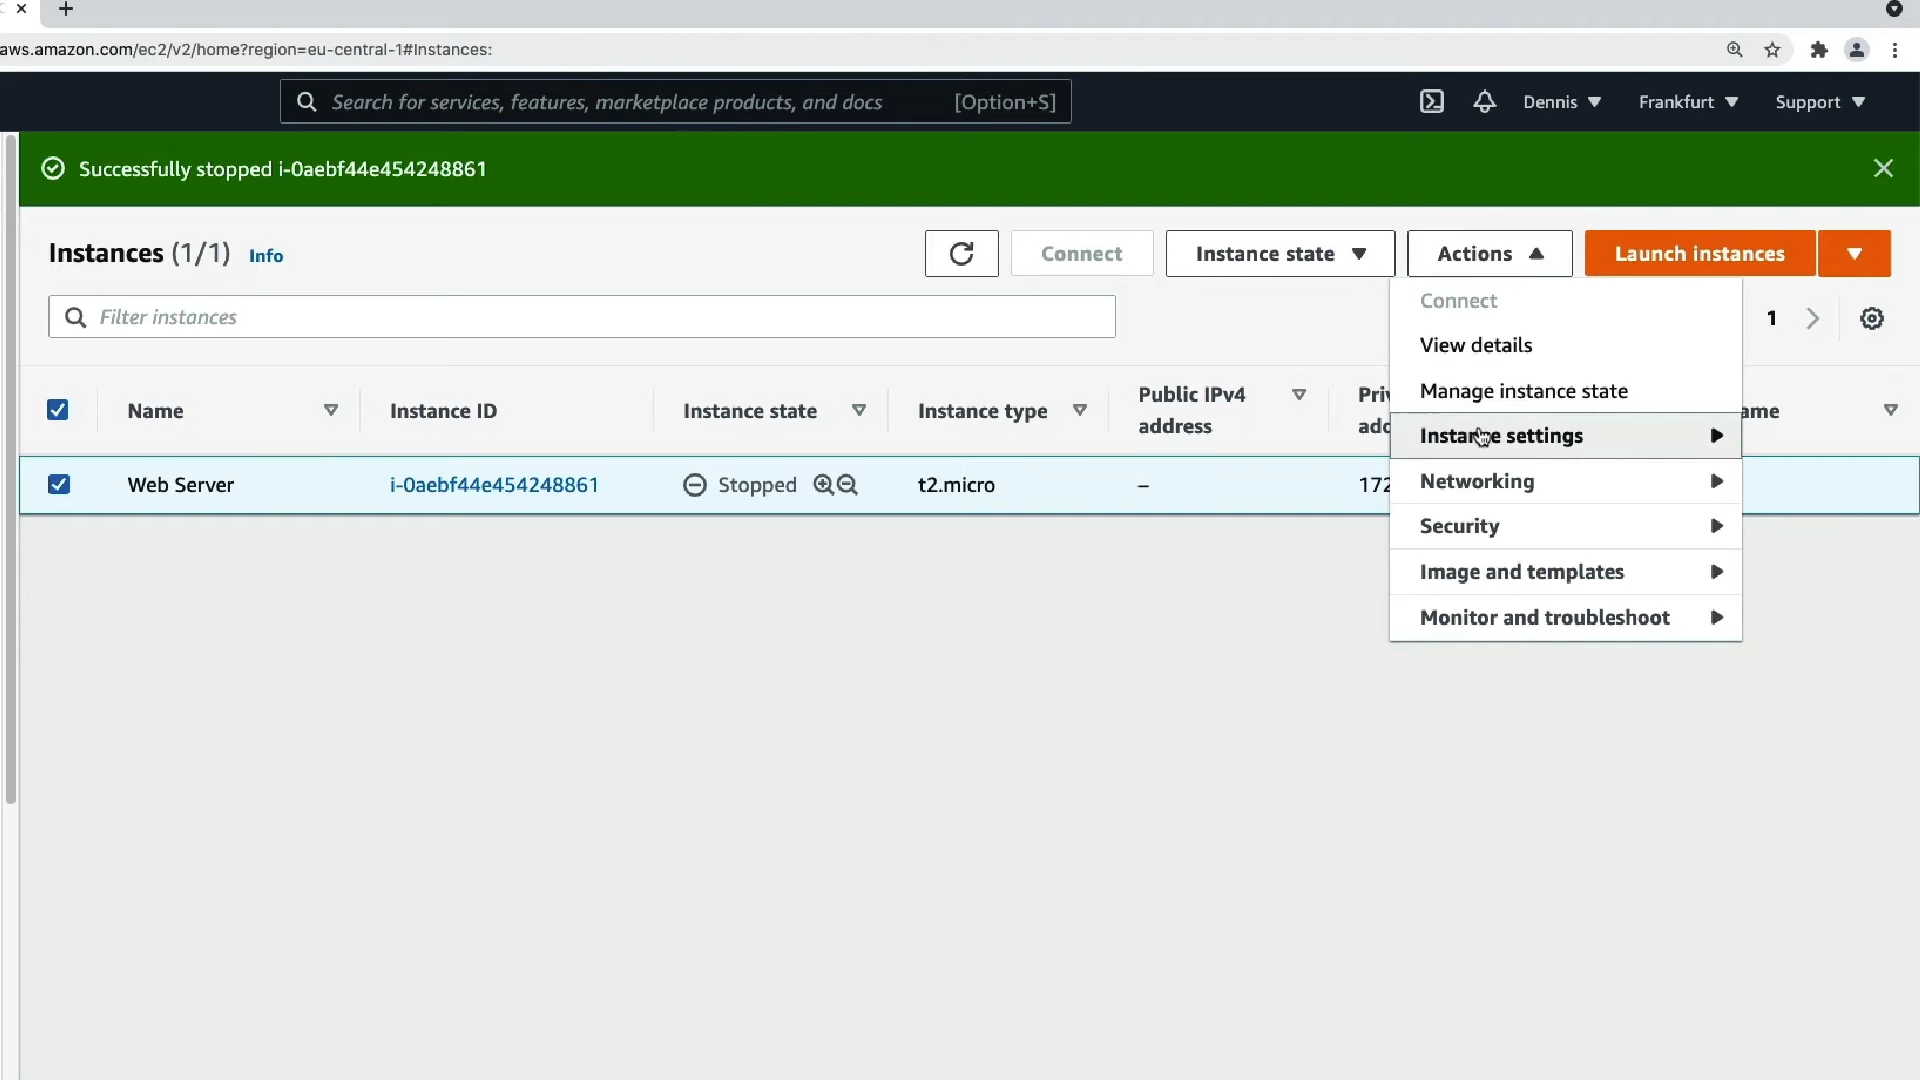 aws.amazon.com/ec2/v2/home?region=eu-central-1#Instances:
Search for services, features, marketplace products, and docs [Option+S] Dennis Frankfurt Support
Successfully stopped i-0aebf44e454248861
Instances (1/1) Info Connect Instance state Actions Launch instances
Connect
Filter instances 1
View details
Manage instance state
Name Instance ID Instance state Instance type Public IPv4 address Pri add ame
Instance settings
Web Server i-0aebf44e454248861 Stopped t2.micro – 172
Networking
Security
Image and templates
Monitor and troubleshoot